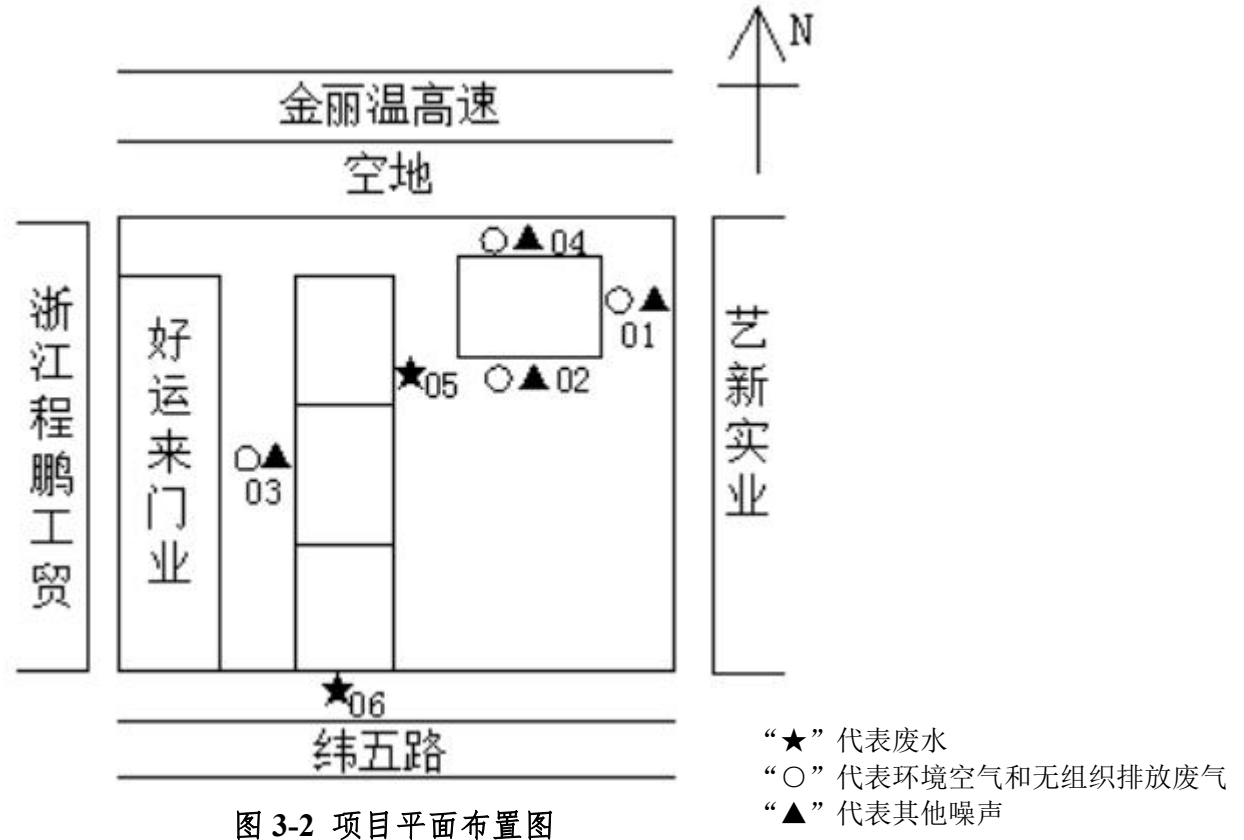 N
金丽温高速
空地
浙江程鹏工贸
好运来门业
艺新实业
04
01
05
02
03
06
纬五路
“★”代表废水
“○”代表环境空气和无组织排放废气
“▲”代表其他噪声
图 3-2 项目平面布置图